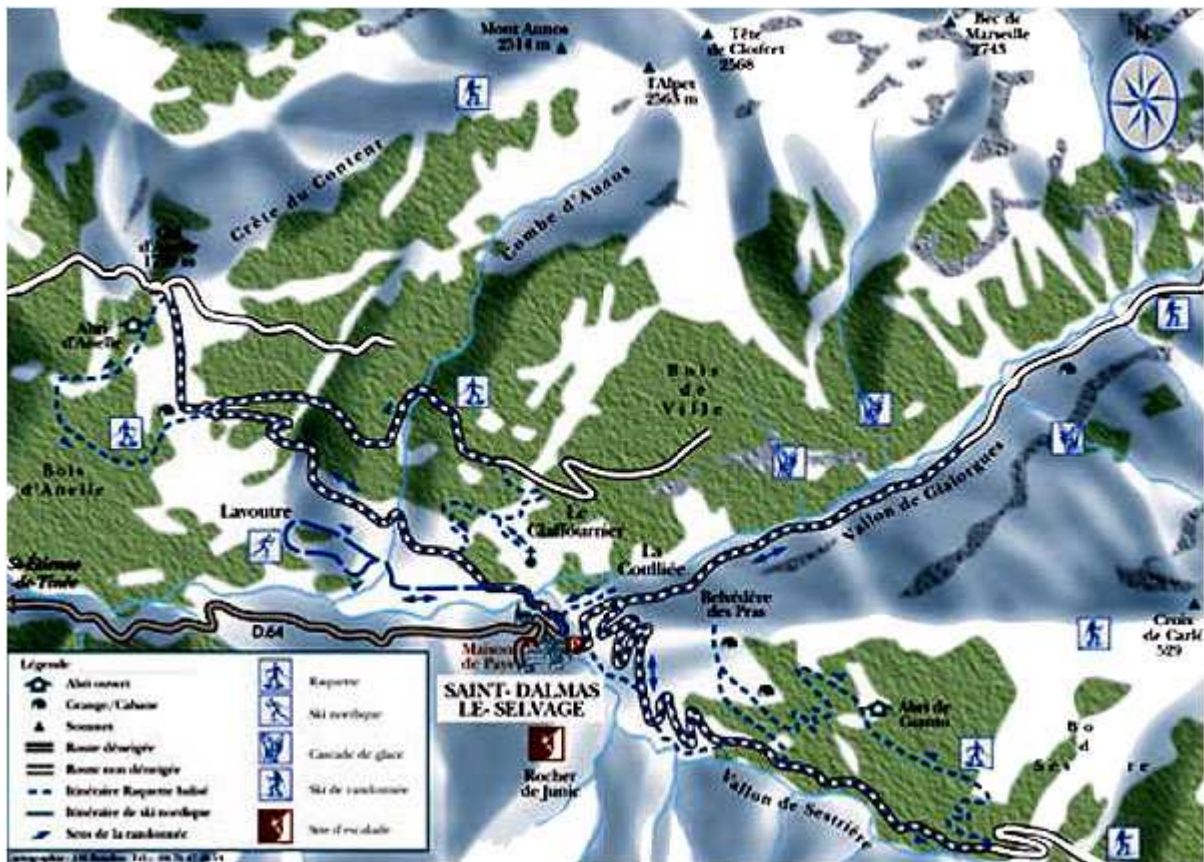 Mont Aunos
2514 m
Tête
de Clofret
2568
Bec de
Marseille
2743
l'Alpet
2563 m
Crête du Content
Combe d'Aunos
Abri
d'Anelle
Bois
de
Ville
Bois
d'Anelle
Lavoutre
Le
Claffournier
La
Coulliée
Vallon de Gialorgues
St-Étienne
de-Tinée
Belvédère
des Pras
D.64
Maison
de Pays
Croix
de Carlé
529
SAINT-DALMAS
LE-SELVAGE
Abri de
Rocher
de Junic
Vallon de Sestrière
Légende
Abri ouvert
Grange/Cabane
Sommet
Route déneigée
Route non déneigée
Itinéraire Raquette balisé
Itinéraire de ski nordique
Sens de la randonnée
Raquette
Ski nordique
Cascade de glace
Ski de randonnée
Site d'escalade